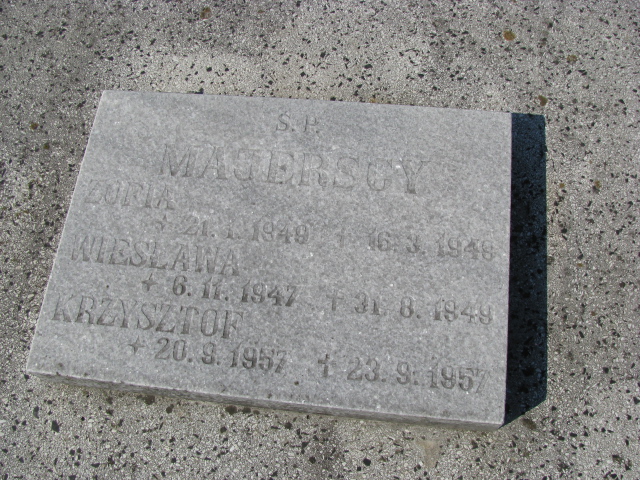 Ś.P.
MAJERSCY
ZOFIA
* 21.1.1949 † 16.3.1949
WIESŁAWA
* 6.11.1947 † 31.8.1949
KRZYSZTOF
* 20.9.1957 † 23.9.1957